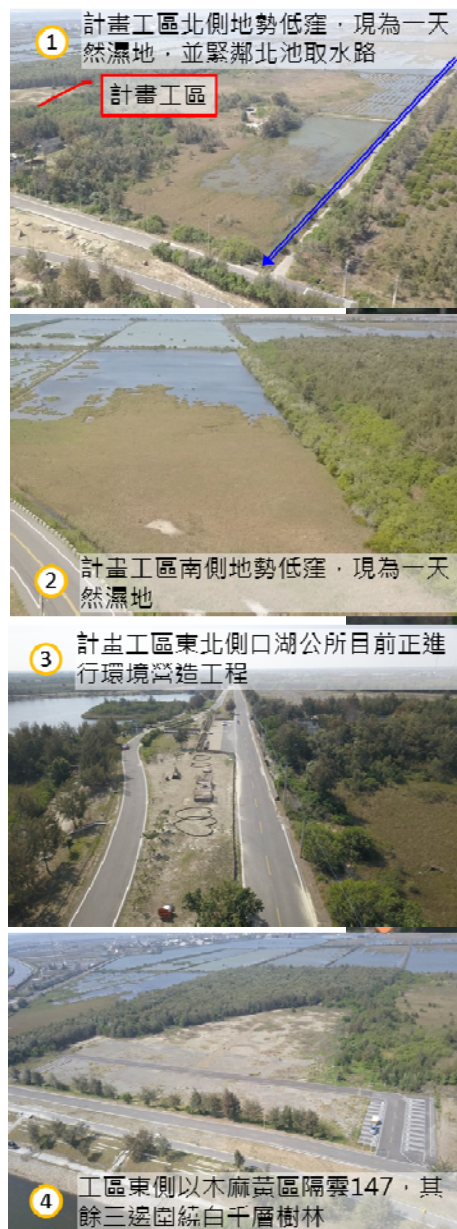 1 計畫工區北側地勢低窪，現為一天
然濕地，並緊鄰北池取水路
計畫工區
計畫工區南側地勢低窪，現為一天
2 然濕地
3 計畫工區東北側口湖公所目前正進
行環境營造工程
工區東側以木麻黃區隔雲147，其
4 餘三邊圍繞白千層樹林